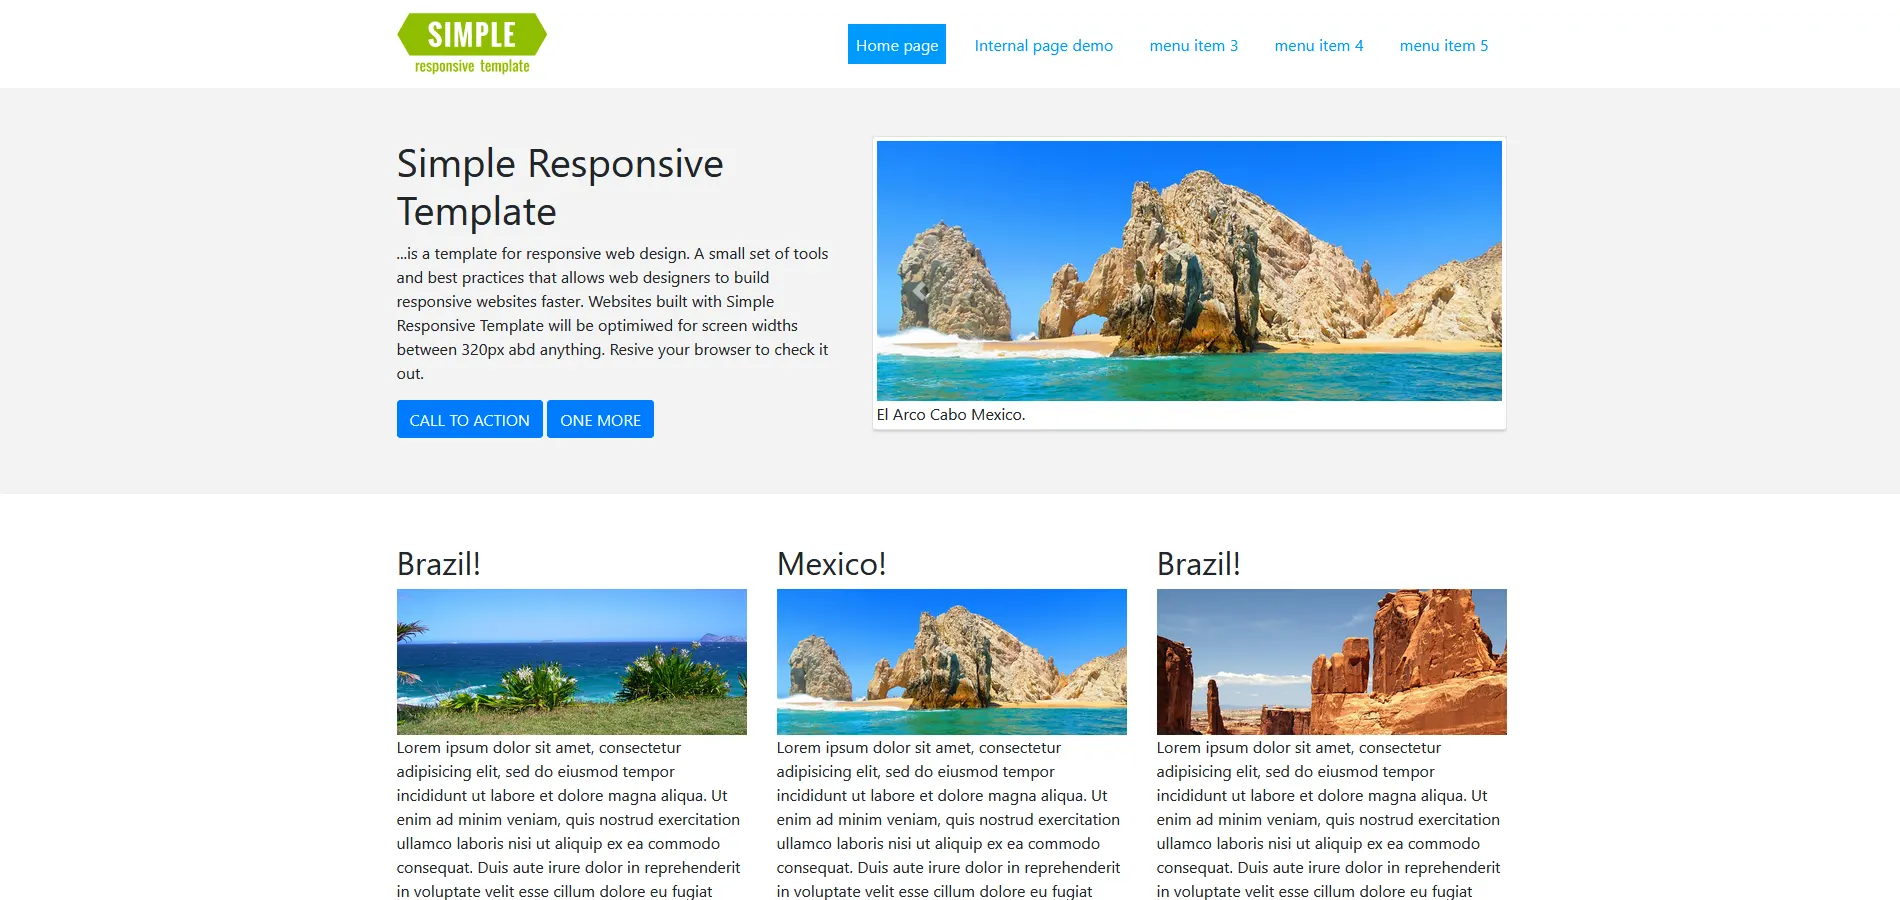 SIMPLE
responsive template
Home page
Internal page demo
menu item 3
menu item 4
menu item 5
Simple Responsive
Template
...is a template for responsive web design. A small set of tools
and best practices that allows web designers to build
responsive websites faster. Websites built with Simple
Responsive Template will be optimiwed for screen widths
between 320px abd anything. Resive your browser to check it
out.
CALL TO ACTION
ONE MORE
El Arco Cabo Mexico.
Brazil!
Lorem ipsum dolor sit amet, consectetur
adipisicing elit, sed do eiusmod tempor
incididunt ut labore et dolore magna aliqua. Ut
enim ad minim veniam, quis nostrud exercitation
ullamco laboris nisi ut aliquip ex ea commodo
consequat. Duis aute irure dolor in reprehenderit
in voluptate velit esse cillum dolore eu fugiat
Mexico!
Lorem ipsum dolor sit amet, consectetur
adipisicing elit, sed do eiusmod tempor
incididunt ut labore et dolore magna aliqua. Ut
enim ad minim veniam, quis nostrud exercitation
ullamco laboris nisi ut aliquip ex ea commodo
consequat. Duis aute irure dolor in reprehenderit
in voluptate velit esse cillum dolore eu fugiat
Brazil!
Lorem ipsum dolor sit amet, consectetur
adipisicing elit, sed do eiusmod tempor
incididunt ut labore et dolore magna aliqua. Ut
enim ad minim veniam, quis nostrud exercitation
ullamco laboris nisi ut aliquip ex ea commodo
consequat. Duis aute irure dolor in reprehenderit
in voluptate velit esse cillum dolore eu fugiat